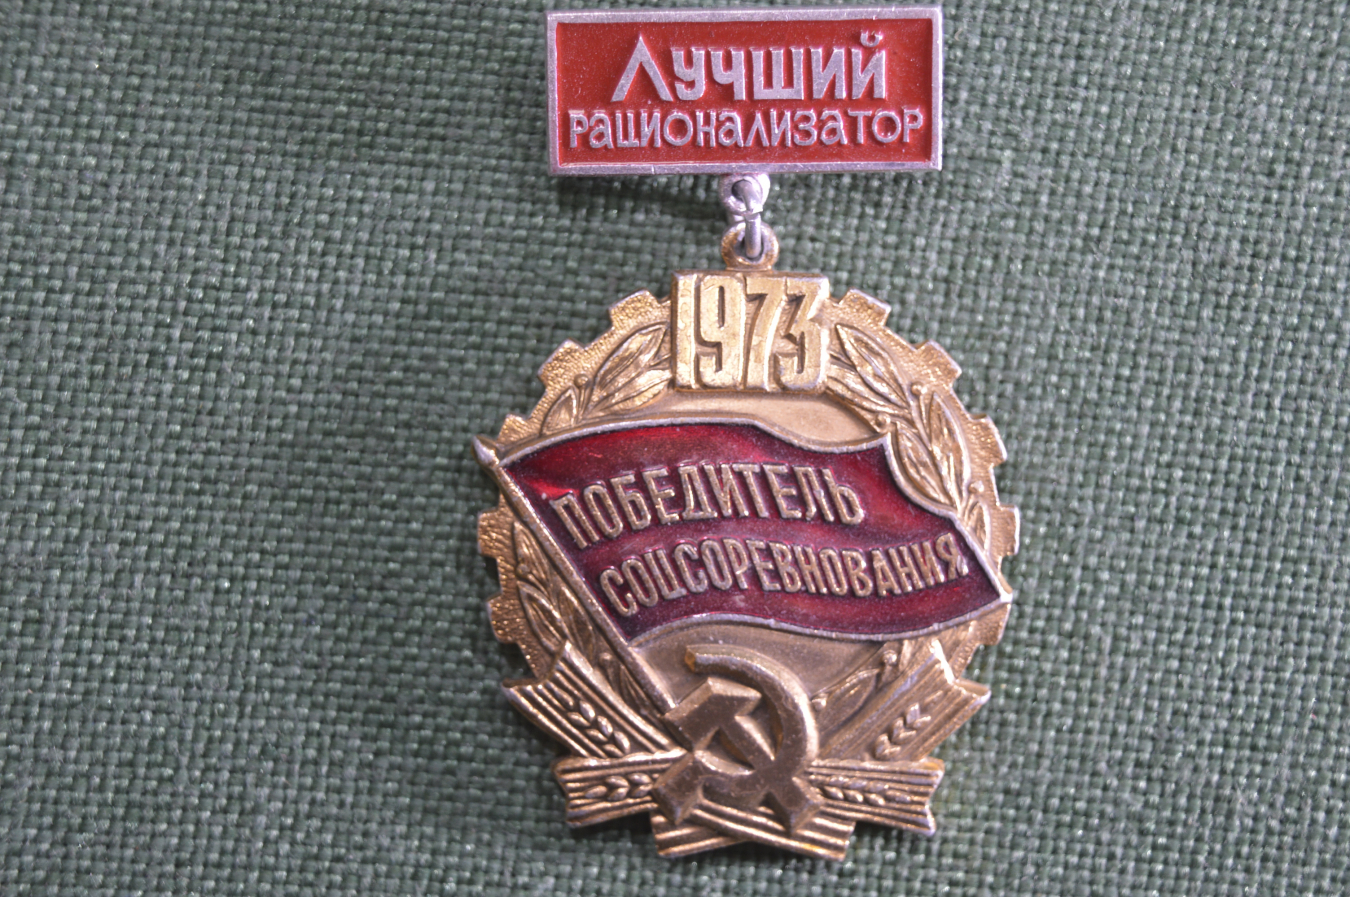 Лучший
рационализатор
1973
ПОБЕДИТЕЛЬ
СОЦСОРЕВНОВАНИЯ